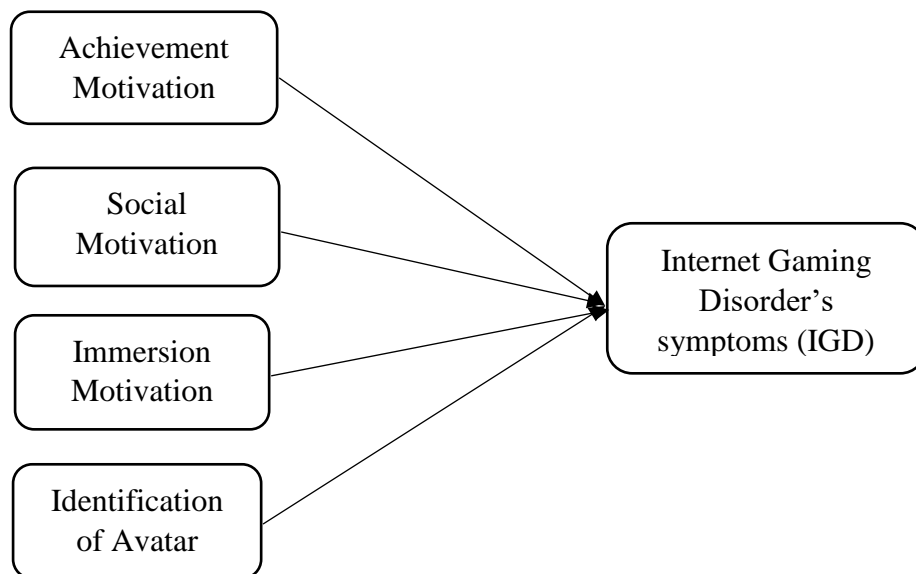 Achievement
Motivation
Social
Motivation
Immersion
Motivation
Identification
of Avatar
Internet Gaming
Disorder’s
symptoms (IGD)